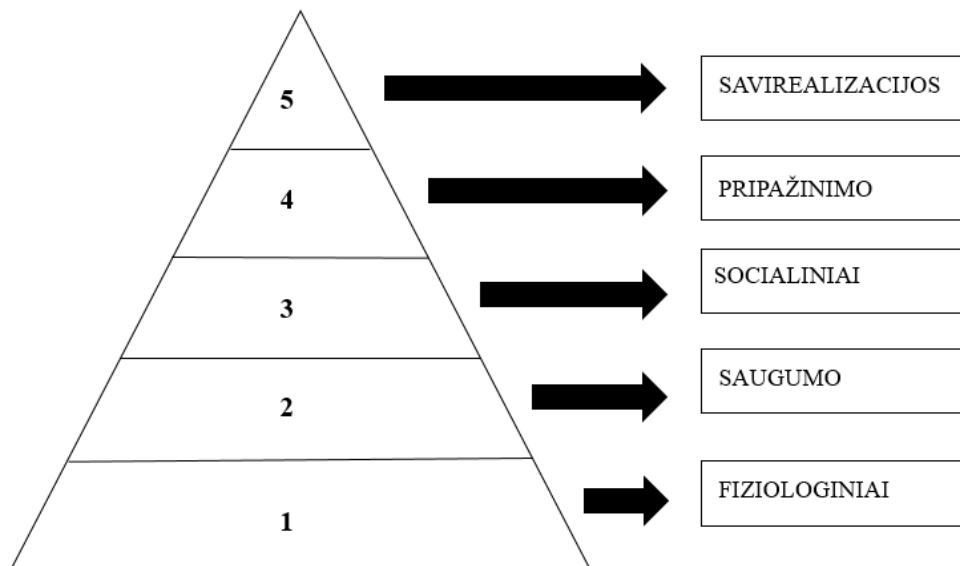 5
SAVIREALIZACIJOS
4
PRIPAŽINIMO
3
SOCIALINIAI
2
SAUGUMO
1
FIZIOLOGINIAI